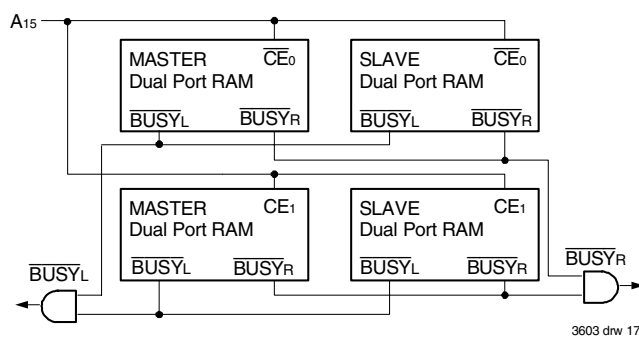 A15
MASTER CE0 SLAVE CE0
Dual Port RAM Dual Port RAM
BUSYL BUSYR BUSYL BUSYR
MASTER CE1 SLAVE CE1
Dual Port RAM Dual Port RAM
BUSYL BUSYL BUSYR BUSYL BUSYR BUSYR
3603 drw 17